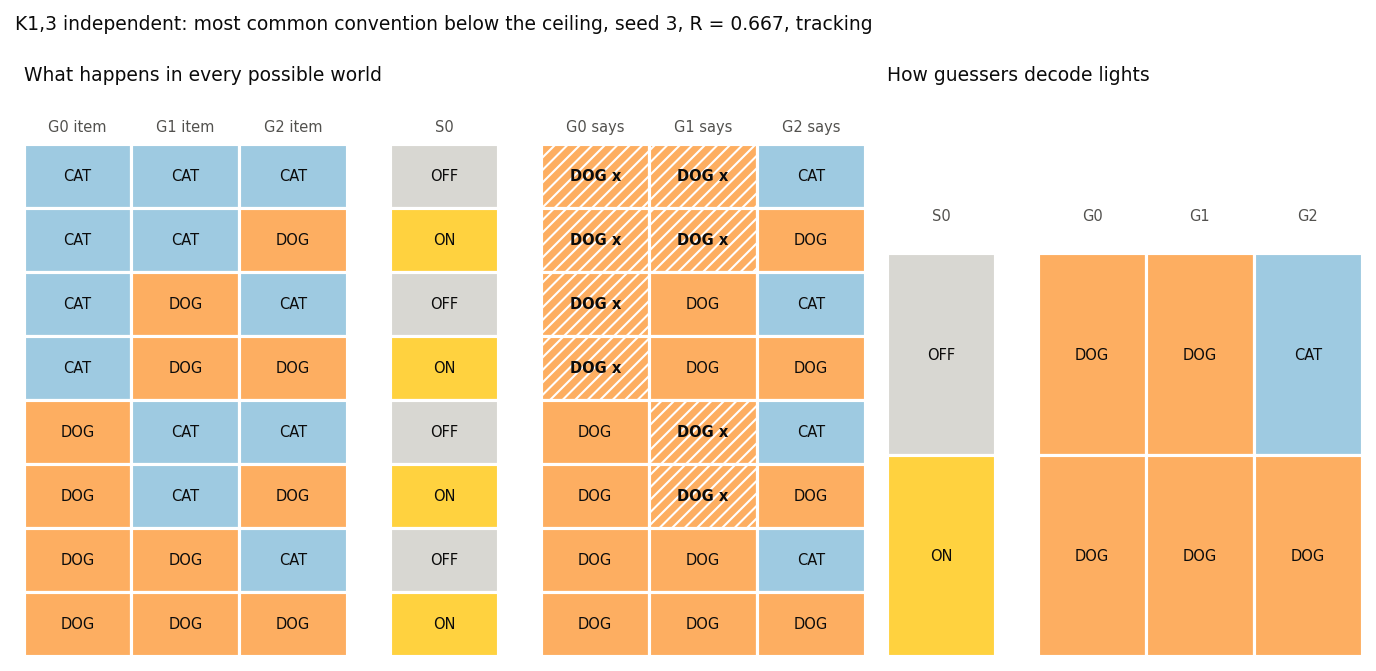 K1,3 independent: most common convention below the ceiling, seed 3, R = 0.667, tracking
What happens in every possible world
How guessers decode lights
G0 item G1 item G2 item S0 G0 says G1 says G2 says
CAT CAT CAT OFF DOG x DOG x CAT
CAT CAT DOG ON DOG x DOG x DOG
CAT DOG CAT OFF DOG x DOG CAT
CAT DOG DOG ON DOG x DOG DOG
DOG CAT CAT OFF DOG DOG x CAT
DOG CAT DOG ON DOG DOG x DOG
DOG DOG CAT OFF DOG DOG CAT
DOG DOG DOG ON DOG DOG DOG
S0 G0 G1 G2
OFF DOG DOG CAT
ON DOG DOG DOG